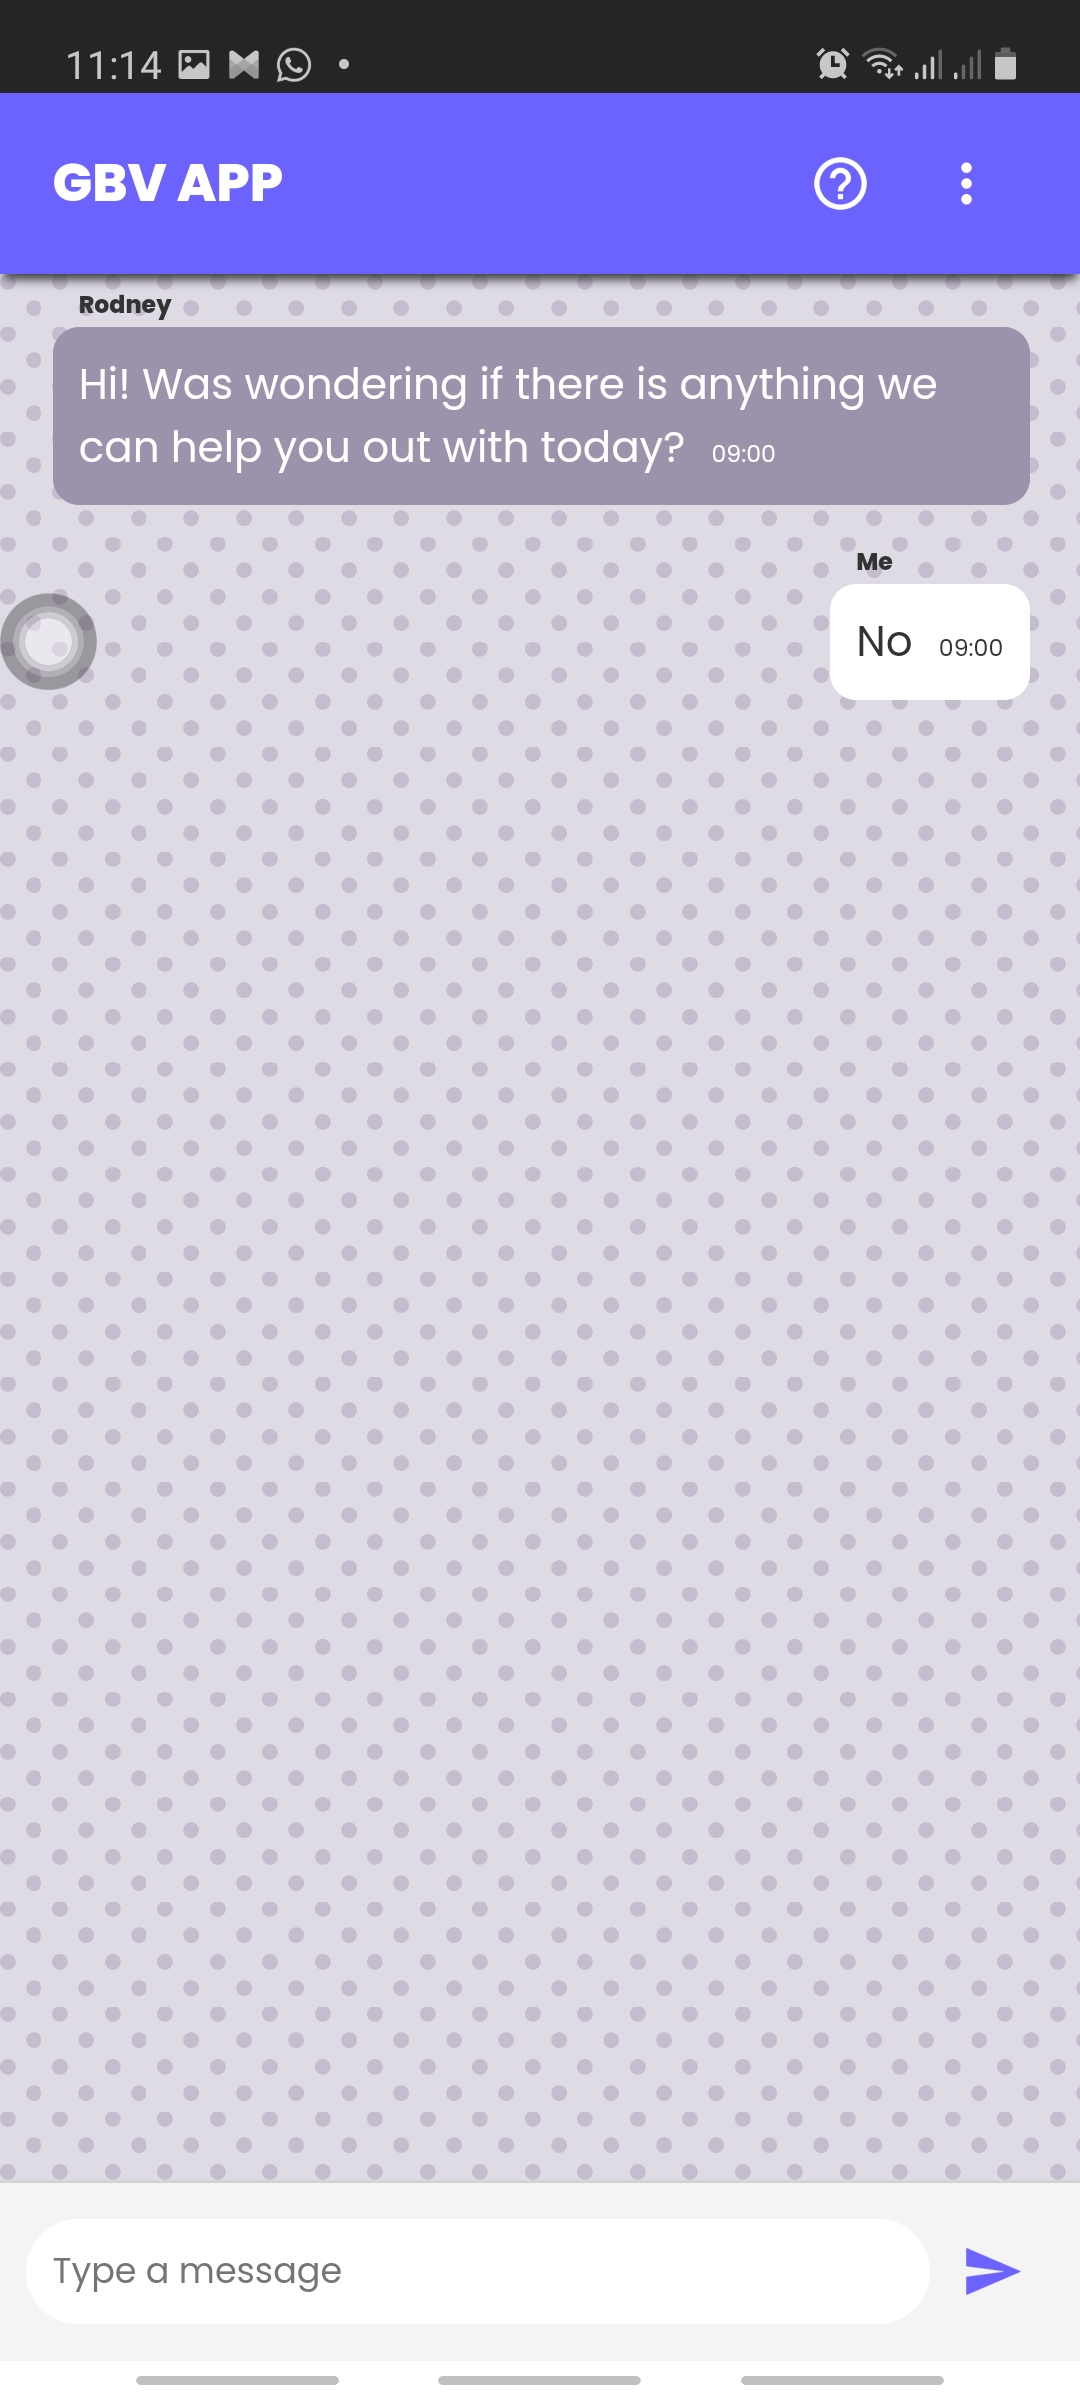 11:14
GBV APP
Rodney
Hi! Was wondering if there is anything we
can help you out with today? 09:00
Me
No 09:00
Type a message